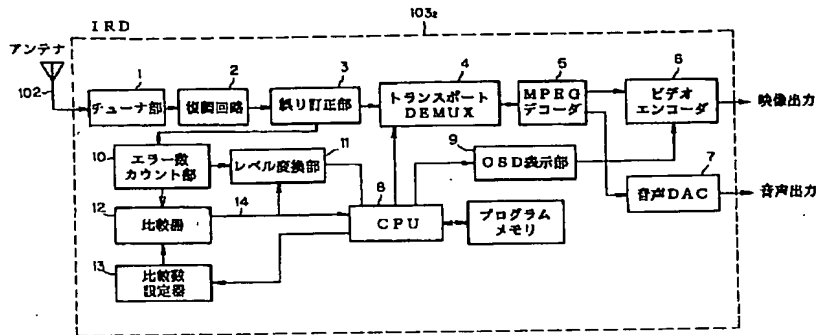 IRD
103₂
アンテナ
102
1
チューナ部
2
復調回路
3
誤り訂正部
4
トランスポート
DEMUX
5
MPEG
デコーダ
6
ビデオ
エンコーダ
映像出力
10
エラー数
カウント部
11
レベル変換部
9
OSD表示部
7
音声DAC
音声出力
12
比較器
14
8
CPU
プログラム
メモリ
13
比較数
設定器